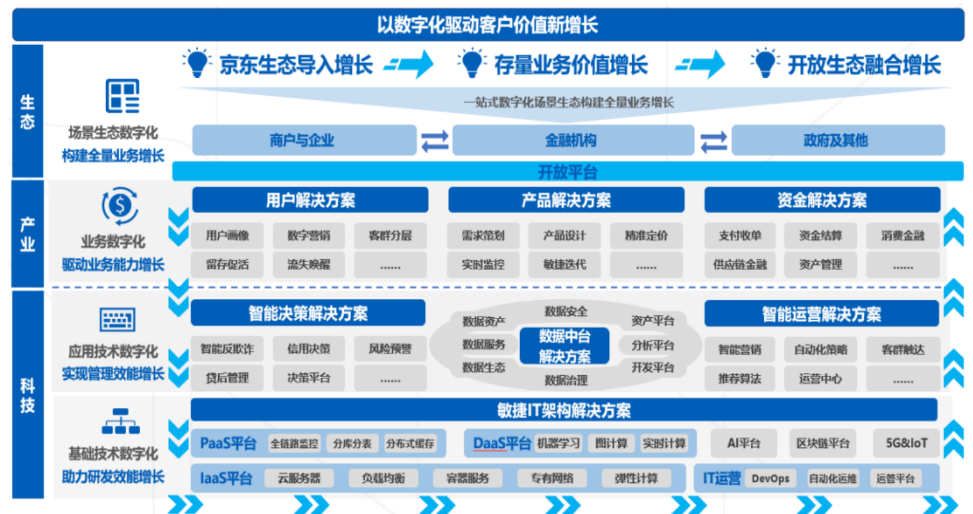 以数字化驱动客户价值新增长
生态
场景生态数字化
构建全量业务增长
京东生态导入增长
存量业务价值增长
开放生态融合增长
一站式数字化场景生态构建全量业务增长
商户与企业
金融机构
政府及其他
开放平台
产业
业务数字化
驱动业务能力增长
用户解决方案
用户画像
数字营销
客群分层
留存促活
流失唤醒
……
产品解决方案
需求策划
产品设计
精准定价
实时监控
敏捷迭代
……
资金解决方案
支付收单
资金结算
消费金融
供应链金融
资产管理
……
科技
应用技术数字化
实现管理效能增长
智能决策解决方案
智能反欺诈
信用决策
风险预警
贷后管理
决策平台
……
数据安全
数据资产
资产平台
数据服务
数据中台
解决方案
分析平台
数据生态
开发平台
数据治理
智能运营解决方案
智能营销
自动化策略
客群触达
推荐算法
运营中心
……
基础技术数字化
助力研发效能增长
敏捷IT架构解决方案
PaaS平台
全链路监控
分库分表
分布式缓存
DaaS平台
机器学习
图计算
实时计算
AI平台
区块链平台
5G&IoT
IaaS平台
云服务器
负载均衡
容器服务
专有网络
弹性计算
IT运营
DevOps
自动化运维
运管平台